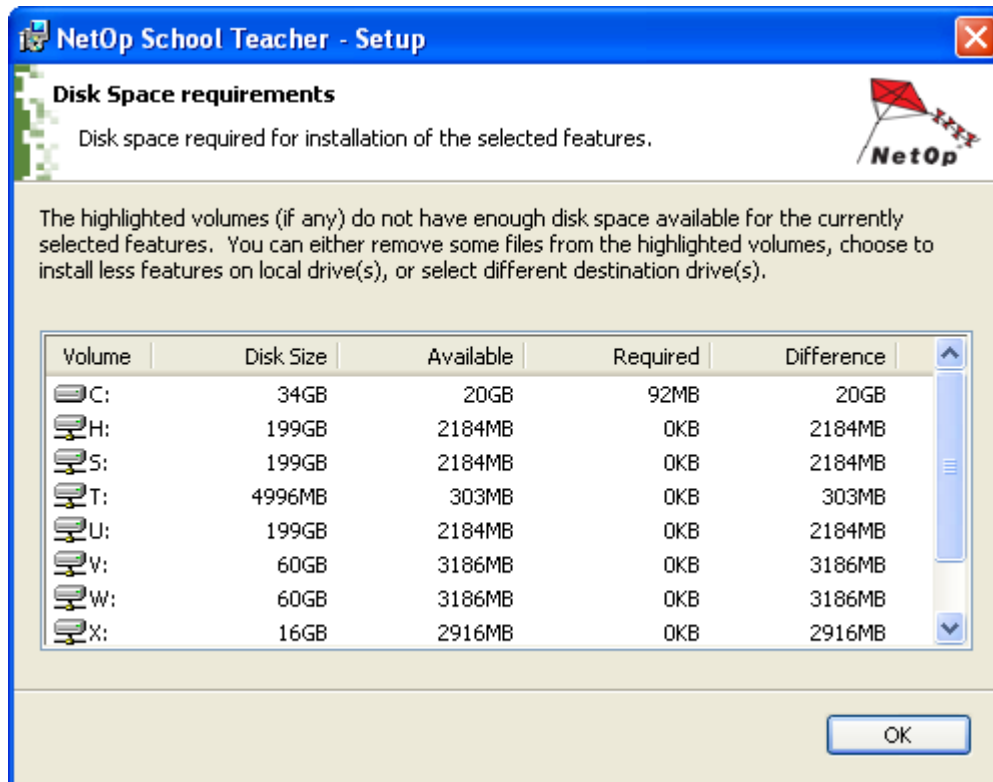 NetOp School Teacher - Setup
Disk Space requirements
Disk space required for installation of the selected features.
NetOp
The highlighted volumes (if any) do not have enough disk space available for the currently
selected features.  You can either remove some files from the highlighted volumes, choose to
install less features on local drive(s), or select different destination drive(s).
Volume Disk Size Available Required Difference
C: 34GB 20GB 92MB 20GB
H: 199GB 2184MB 0KB 2184MB
S: 199GB 2184MB 0KB 2184MB
T: 4996MB 303MB 0KB 303MB
U: 199GB 2184MB 0KB 2184MB
V: 60GB 3186MB 0KB 3186MB
W: 60GB 3186MB 0KB 3186MB
X: 16GB 2916MB 0KB 2916MB
OK